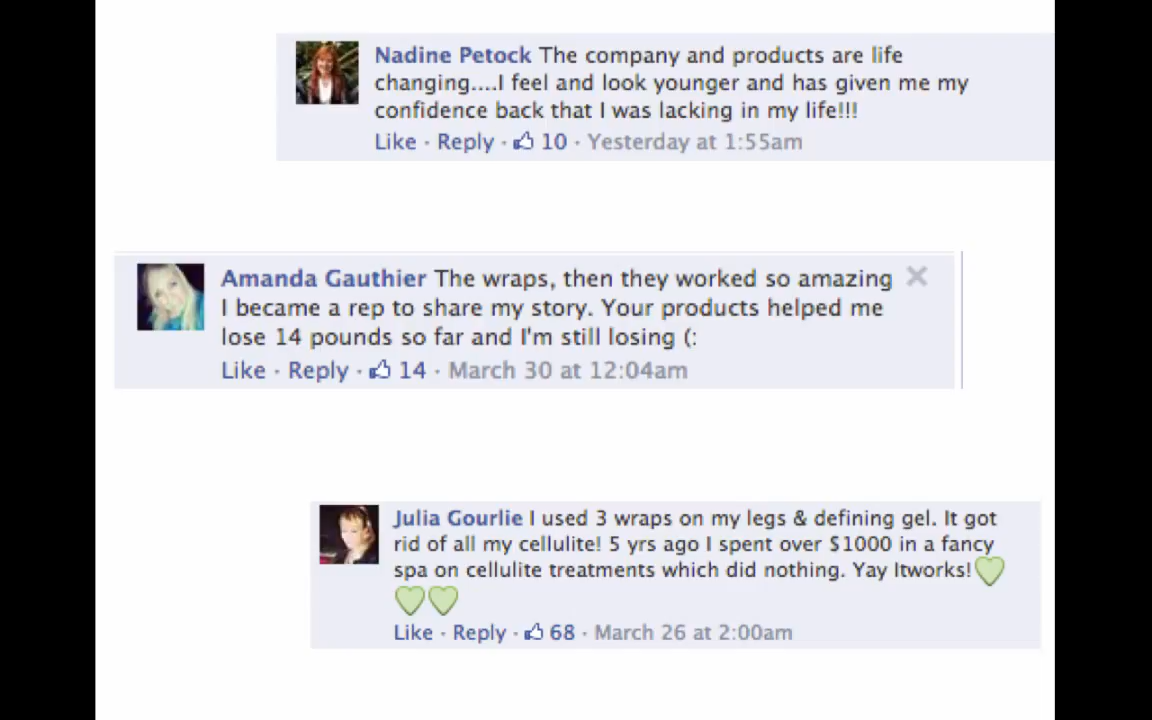 Nadine Petock The company and products are life
changing....I feel and look younger and has given me my
confidence back that I was lacking in my life!!!
Like · Reply · 10 · Yesterday at 1:55am
Amanda Gauthier The wraps, then they worked so amazing
I became a rep to share my story. Your products helped me
lose 14 pounds so far and I'm still losing (:
Like · Reply · 14 · March 30 at 12:04am
Julia Gourlie I used 3 wraps on my legs & defining gel. It got
rid of all my cellulite! 5 yrs ago I spent over $1000 in a fancy
spa on cellulite treatments which did nothing. Yay Itworks!
Like · Reply · 68 · March 26 at 2:00am